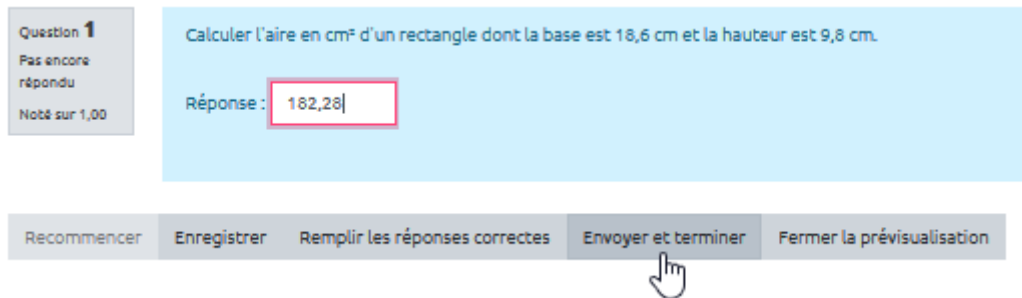 Question 1
Pas encore
répondu
Noté sur 1,00
Calculer l'aire en cm² d'un rectangle dont la base est 18,6 cm et la hauteur est 9,8 cm.
Réponse : 182,28
Recommencer Enregistrer Remplir les réponses correctes Envoyer et terminer Fermer la prévisualisation